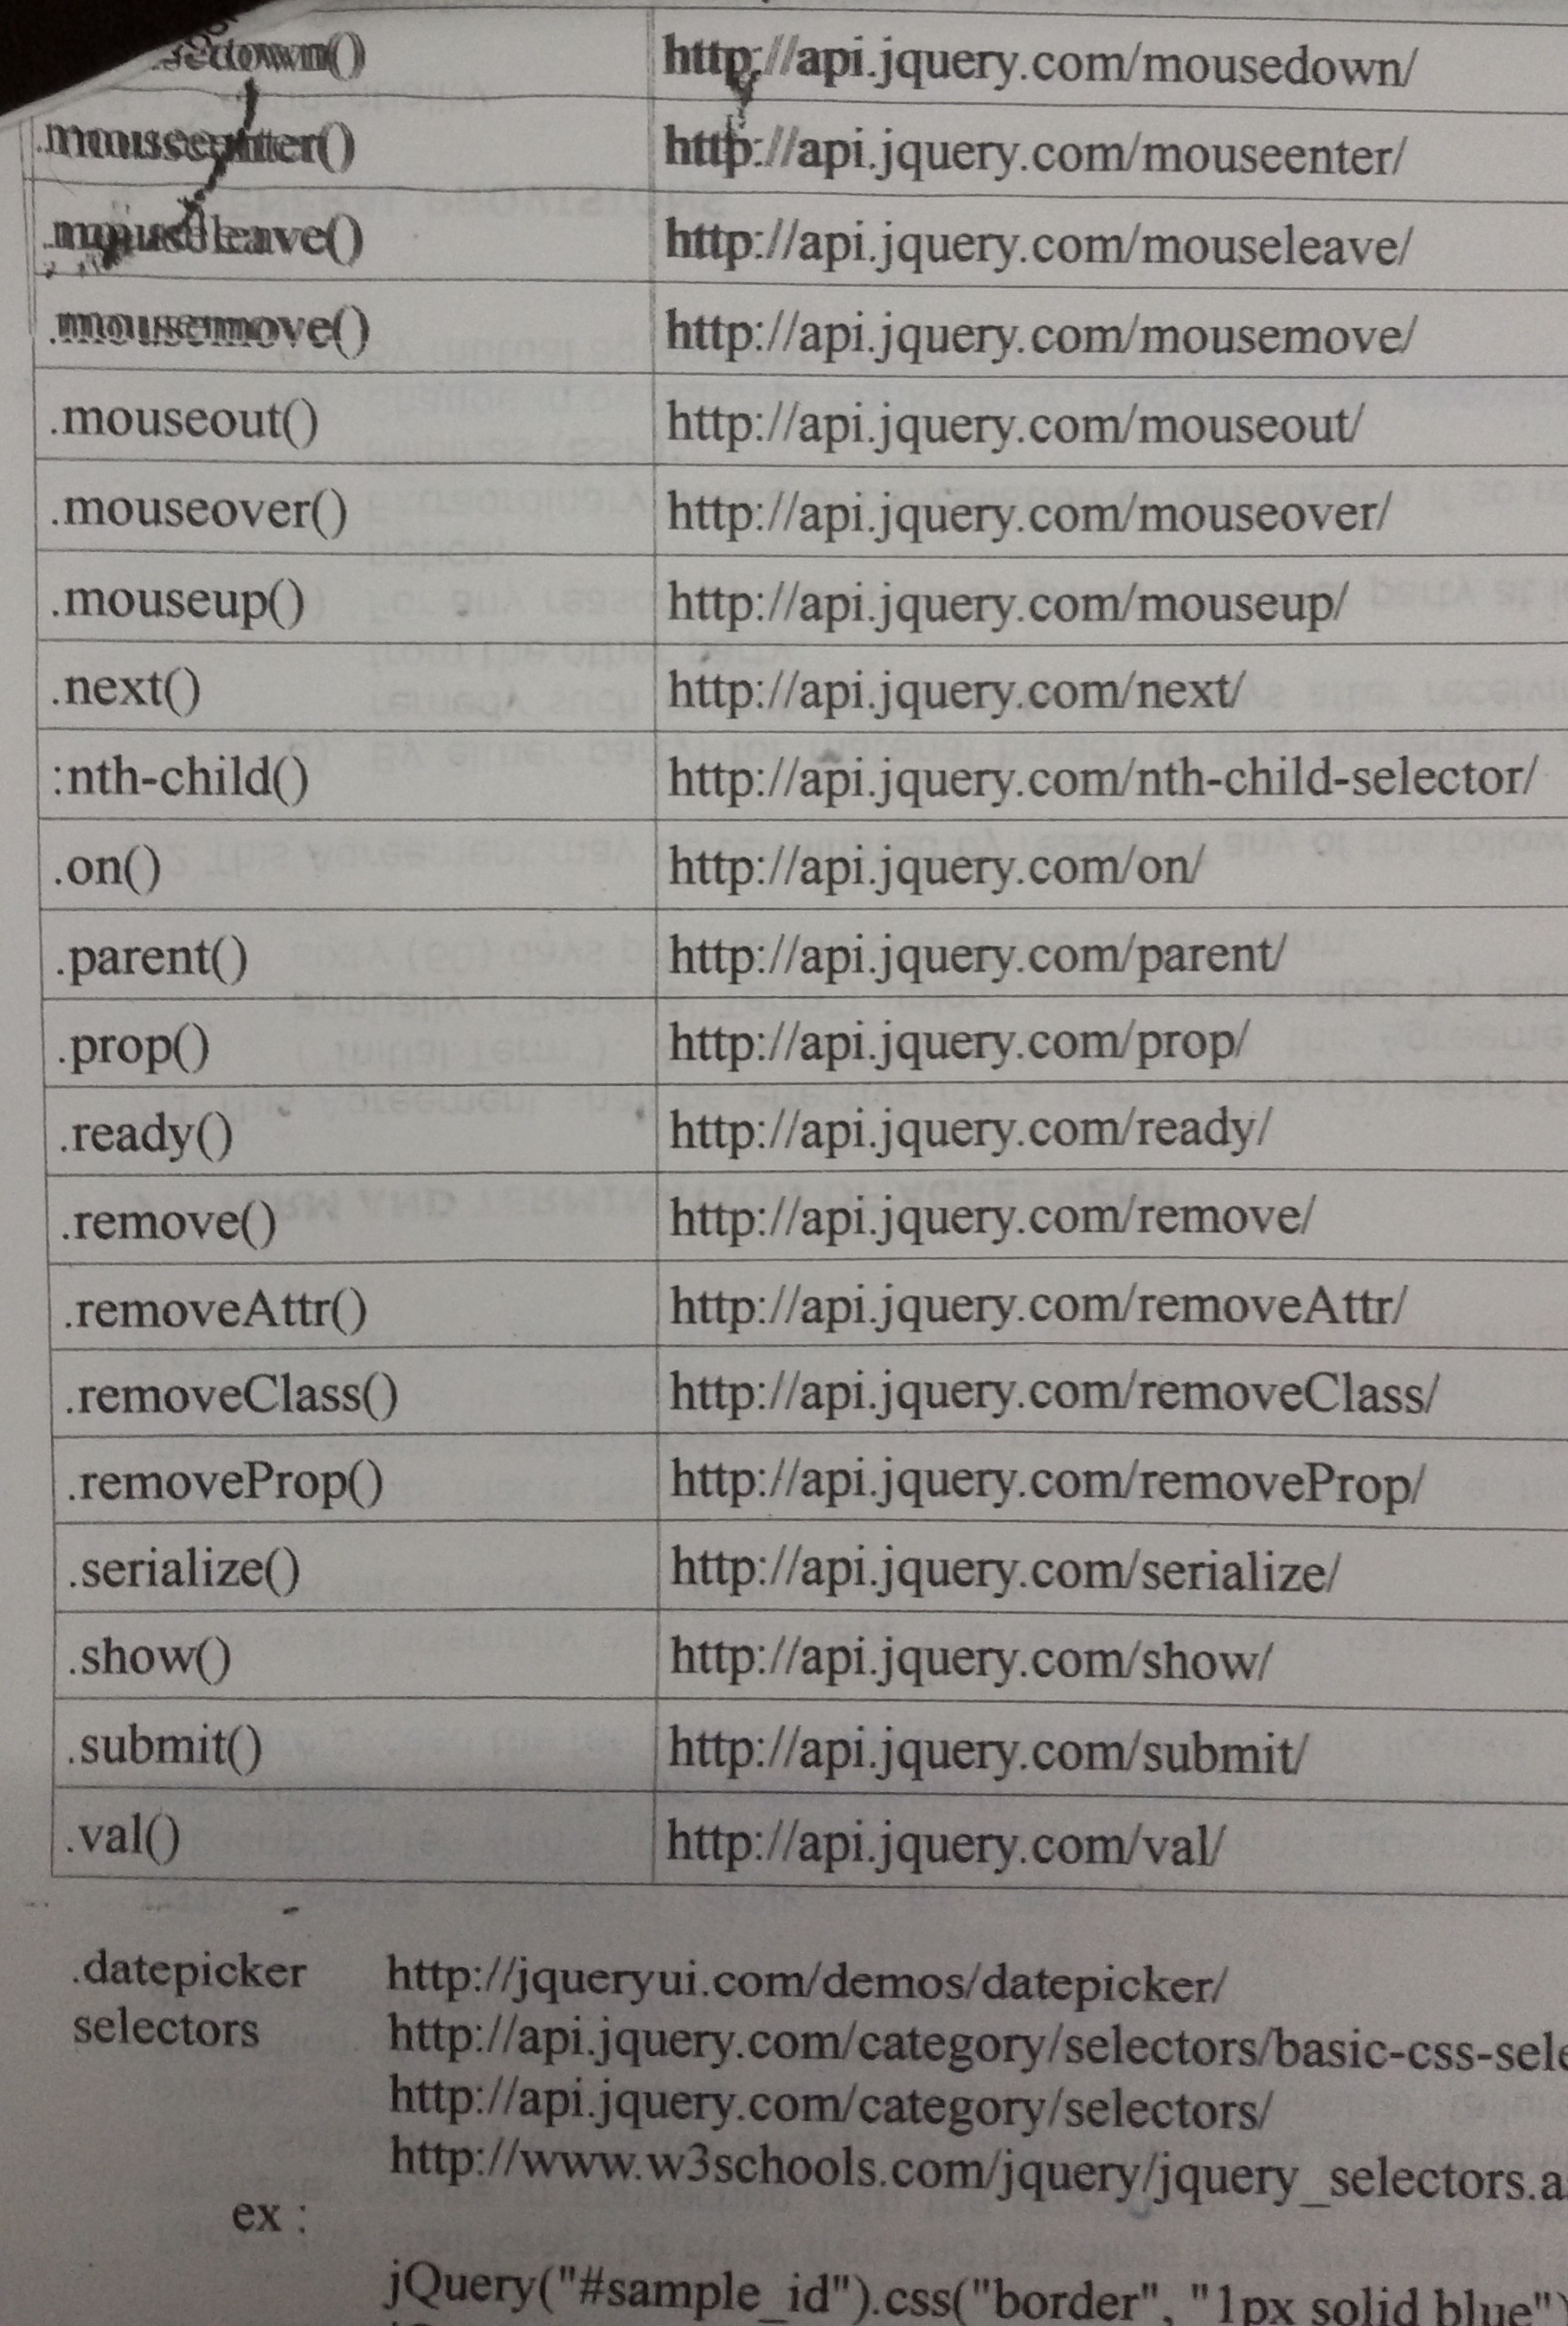 http://api.jquery.com/mousedown/
.mouseenter() http://api.jquery.com/mouseenter/
.mouseleave() http://api.jquery.com/mouseleave/
.mousemove() http://api.jquery.com/mousemove/
.mouseout() http://api.jquery.com/mouseout/
.mouseover() http://api.jquery.com/mouseover/
.mouseup() http://api.jquery.com/mouseup/
.next() http://api.jquery.com/next/
:nth-child() http://api.jquery.com/nth-child-selector/
.on() http://api.jquery.com/on/
.parent() http://api.jquery.com/parent/
.prop() http://api.jquery.com/prop/
.ready() http://api.jquery.com/ready/
.remove() http://api.jquery.com/remove/
.removeAttr() http://api.jquery.com/removeAttr/
.removeClass() http://api.jquery.com/removeClass/
.removeProp() http://api.jquery.com/removeProp/
.serialize() http://api.jquery.com/serialize/
.show() http://api.jquery.com/show/
.submit() http://api.jquery.com/submit/
.val() http://api.jquery.com/val/
.datepicker http://jqueryui.com/demos/datepicker/
selectors http://api.jquery.com/category/selectors/basic-css-sele
http://api.jquery.com/category/selectors/
http://www.w3schools.com/jquery/jquery_selectors.a
ex :
jQuery("#sample_id").css("border", "1px solid blue")